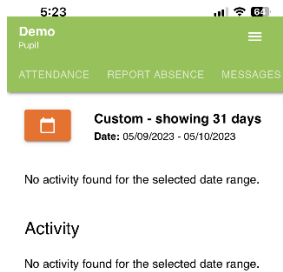 5:23
64
Demo
Pupil
ATTENDANCE REPORT ABSENCE MESSAGES
Custom - showing 31 days
Date: 05/09/2023 - 05/10/2023
No activity found for the selected date range.
Activity
No activity found for the selected date range.